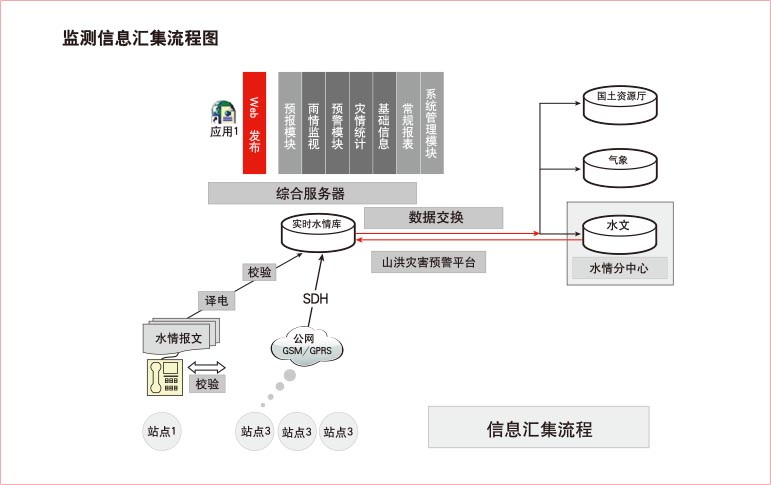 监测信息汇集流程图
应用1
Web 发布
预报模块
雨情监视
预警模块
灾情统计
基础信息
常规报表
系统管理模块
国土资源厅
气象
综合服务器
实时水情库
数据交换
水文
山洪灾害预警平台
水情分中心
校验
译电
SDH
水情报文
公网
GSM/GPRS
校验
站点1
站点3
站点3
站点3
信息汇集流程